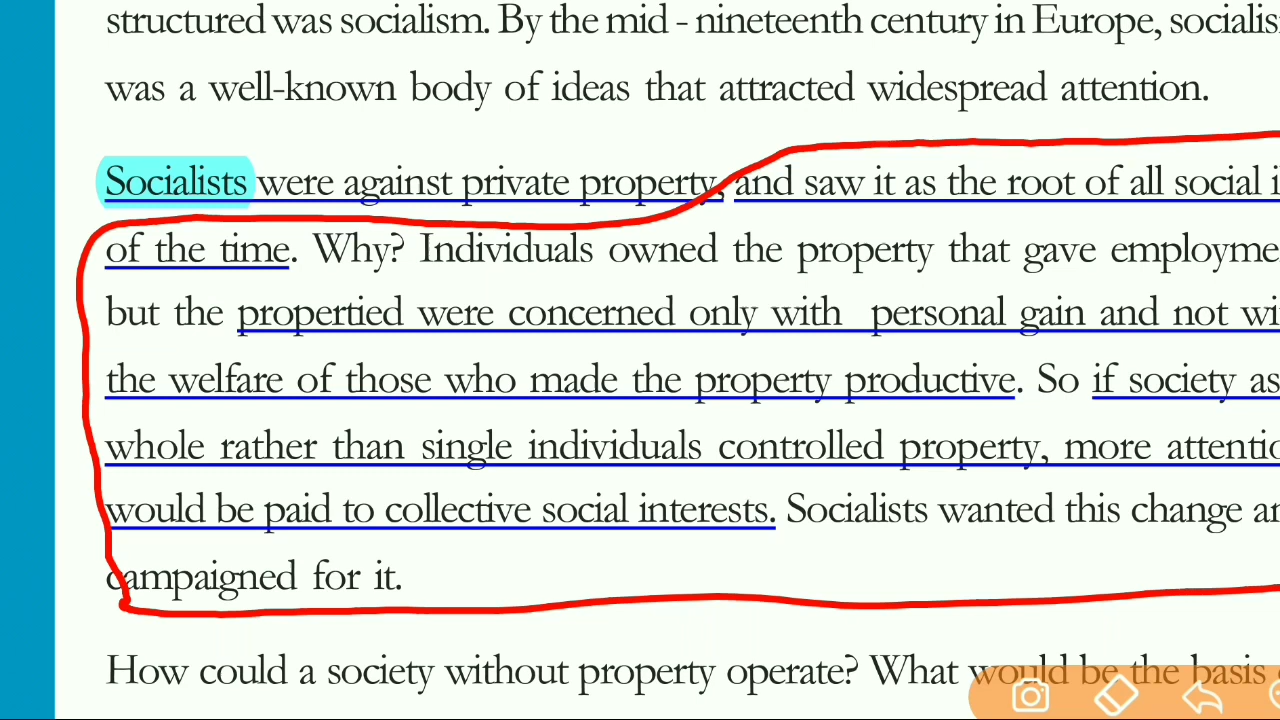 structured was socialism. By the mid - nineteenth century in Europe,
was a well-known body of ideas that attracted widespread attention.
Socialists were against private property, and saw it as the root of all social
of the time. Why? Individuals owned the property that gave
but the propertied were concerned only with personal gain and not
the welfare of those who made the property productive. So if society as
whole rather than single individuals controlled property, more
would be paid to collective social interests. Socialists wanted this change
campaigned for it.
How could a society without property operate? What would be the basis